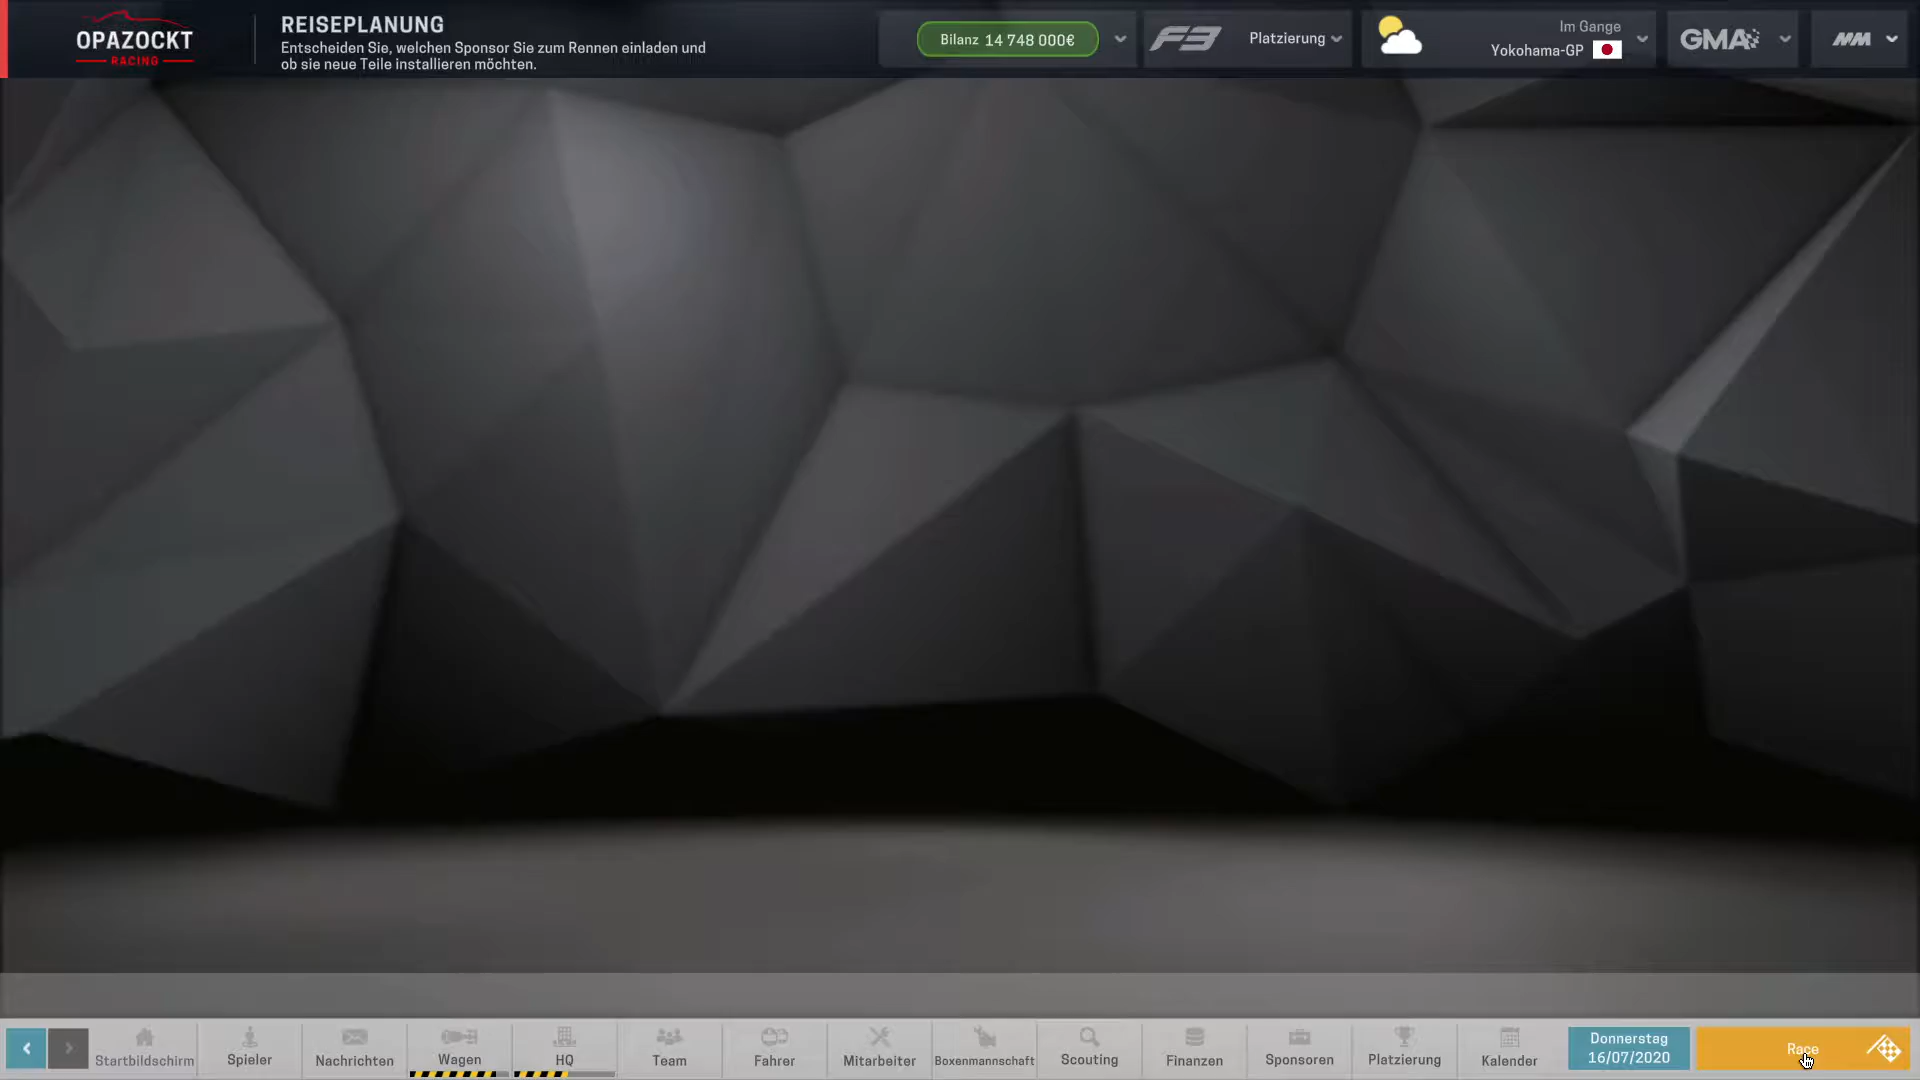 OPAZOCKT
RACING
REISEPLANUNG
Entscheiden Sie, welchen Sponsor Sie zum Rennen einladen und
ob sie neue Teile installieren möchten.
Bilanz 14 748 000€
F3
Platzierung
Im Gange
Yokohama-GP
GMA
MM
Startbildschirm
Spieler
Nachrichten
Wagen
HQ
Team
Fahrer
Mitarbeiter
Boxenmannschaft
Scouting
Finanzen
Sponsoren
Platzierung
Kalender
Donnerstag
16/07/2020
Race